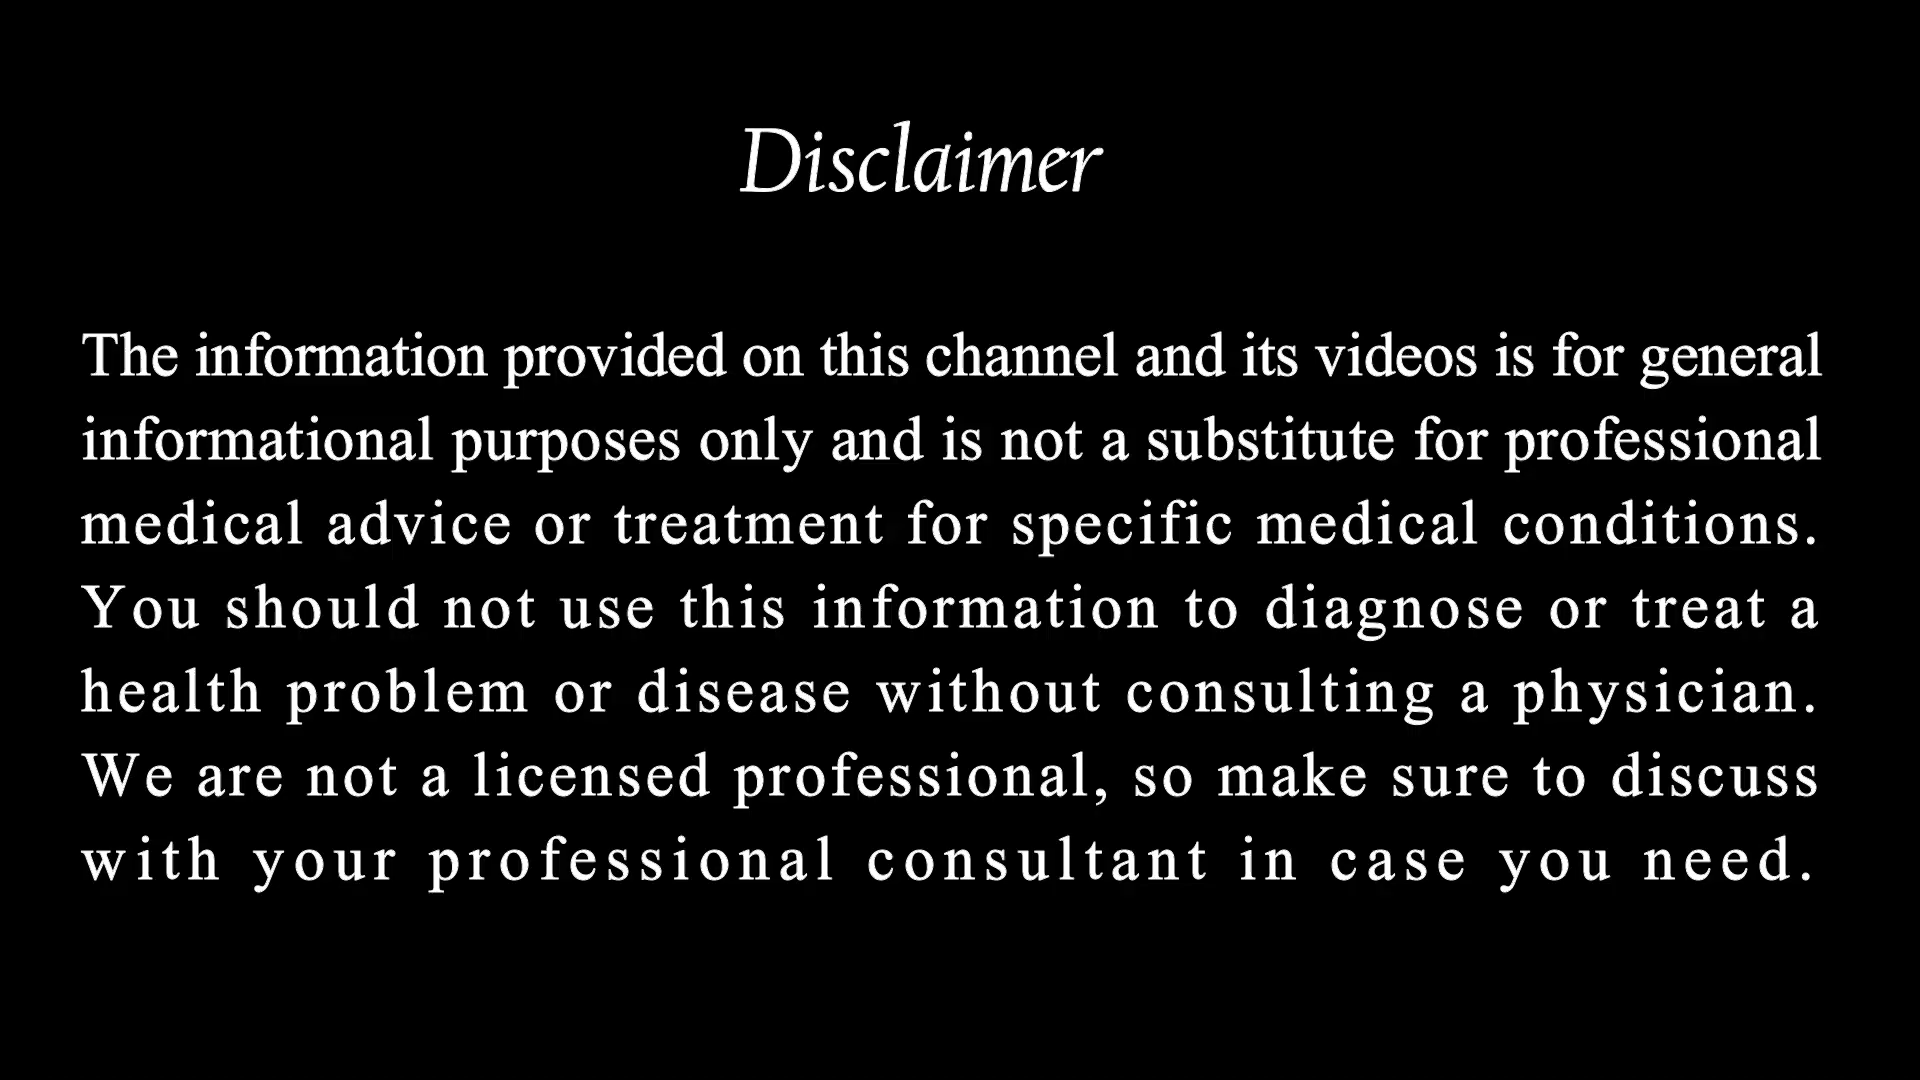 Disclaimer
The information provided on this channel and its videos is for general
informational purposes only and is not a substitute for professional
medical advice or treatment for specific medical conditions.
You should not use this information to diagnose or treat a
health problem or disease without consulting a physician.
We are not a licensed professional, so make sure to discuss
with your professional consultant in case you need.